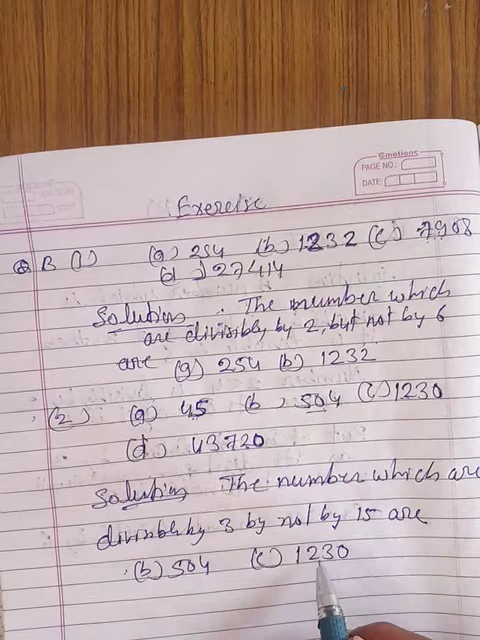 Emotions
PAGE NO.:
DATE:
Exercise
B (1) (a) 254 (b) 1232 (c) 7908
(d) 27414
Solution . The number which
are divisible by 2, but not by 6
are (a) 254 (b) 1232
(2) (a) 45 (b) 504 (c) 1230
(d) 43720
Solution The number which are
divisible by 3 by not by 15 are
(b) 504 (c) 1230